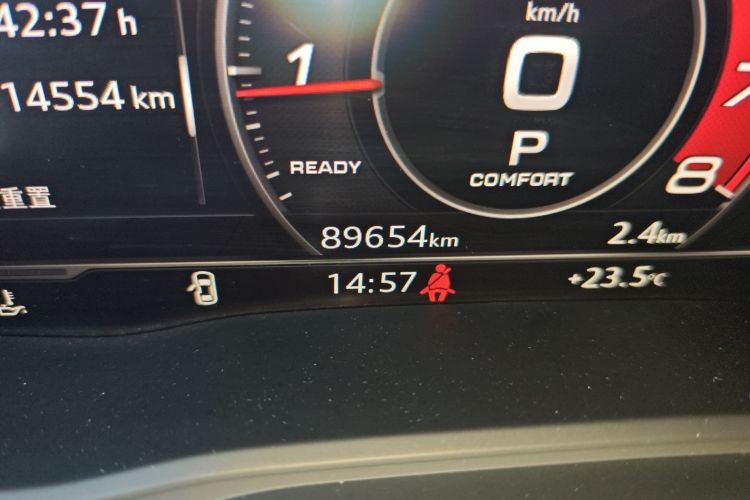 42:37 h
14554 km
重置
1
READY
km/h
0
P
COMFORT
7
8
89654km
2.4km
14:57
+23.5°C